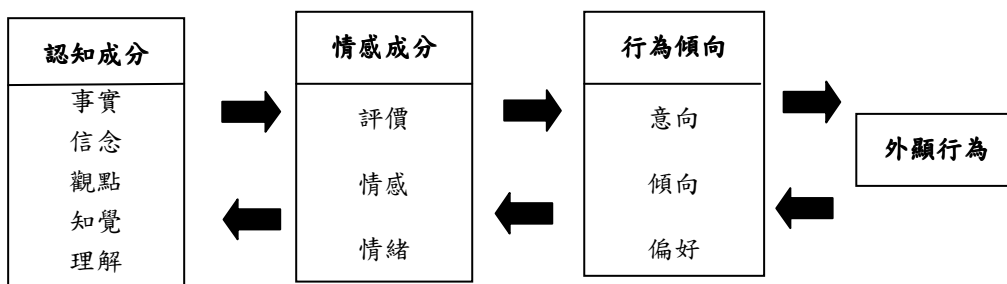 認知成分
事實
信念
觀點
知覺
理解
情感成分
評價
情感
情緒
行為傾向
意向
傾向
偏好
外顯行為